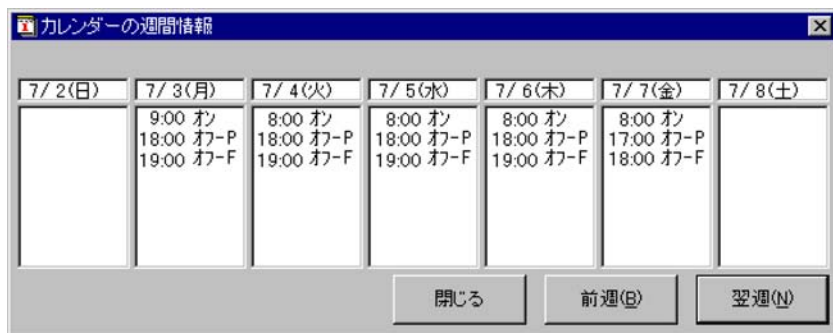 カレンダーの週間情報
7/ 2(日) 7/ 3(月) 7/ 4(火) 7/ 5(水) 7/ 6(木) 7/ 7(金) 7/ 8(土)
9:00 ｵﾝ 8:00 ｵﾝ 8:00 ｵﾝ 8:00 ｵﾝ 8:00 ｵﾝ
18:00 ｵﾌ-P 18:00 ｵﾌ-P 18:00 ｵﾌ-P 18:00 ｵﾌ-P 17:00 ｵﾌ-P
19:00 ｵﾌ-F 19:00 ｵﾌ-F 19:00 ｵﾌ-F 19:00 ｵﾌ-F 18:00 ｵﾌ-F
閉じる 前週(B) 翌週(N)